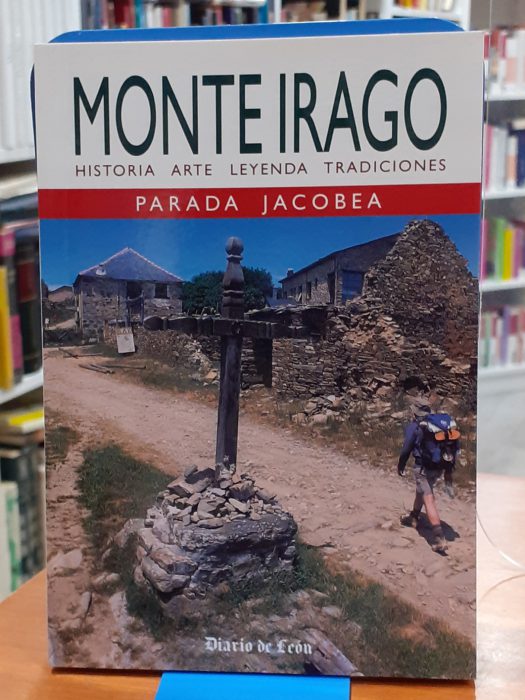 MONTE IRAGO
HISTORIA ARTE LEYENDA TRADICIONES
PARADA JACOBEA
Diario de León